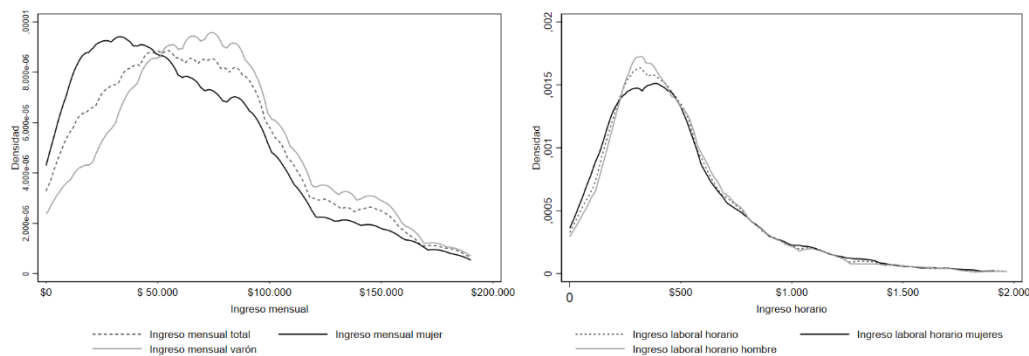 ,00001
8,000e-06
6,000e-06
4,000e-06
2,000e-06
0
Densidad
$0
$ 50.000
$100.000
$150.000
$200.000
Ingreso mensual
Ingreso mensual total
Ingreso mensual mujer
Ingreso mensual varón
,002
,0015
,001
,0005
0
Densidad
0
$500
$1.000
$1.500
$2.000
Ingreso horario
Ingreso laboral horario
Ingreso laboral horario mujeres
Ingreso laboral horario hombre